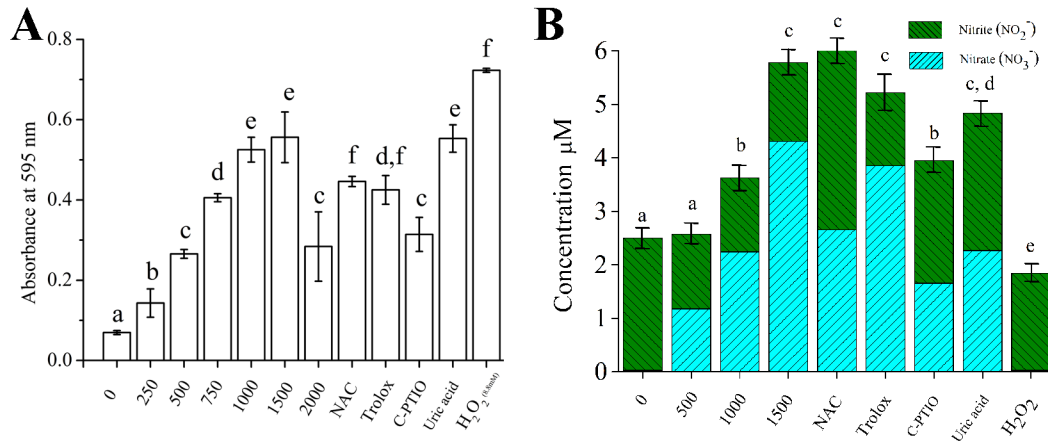 A
Absorbance at 595 nm
0.8
0.6
0.4
0.2
0.0
a
b
c
d
e
e
c
f
d,f
c
e
f
0
250
500
750
1000
1500
2000
NAC
Trolox
C-PTIO
Uric acid
H₂O₂ (8.8mM)
B
Nitrite (NO₂⁻)
Nitrate (NO₃⁻)
Concentration μM
6
5
4
3
2
1
0
a
a
b
c
c
c
b
c, d
e
0
500
1000
1500
NAC
Trolox
C-PTIO
Uric acid
H₂O₂